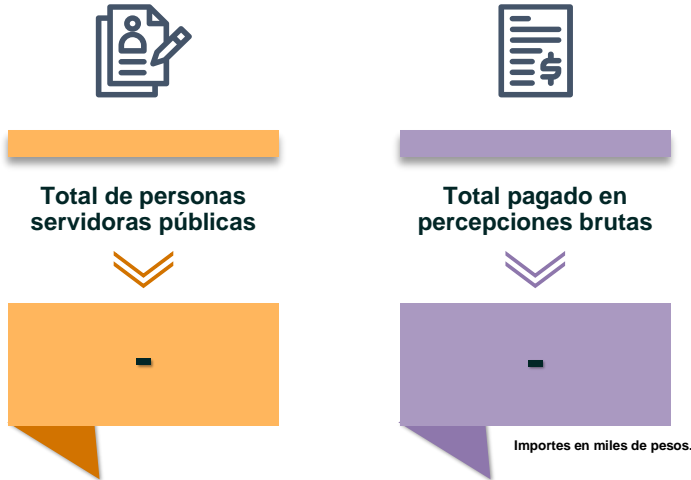 Total de personas
servidoras públicas
Total pagado en
percepciones brutas
-
-
Importes en miles de pesos.